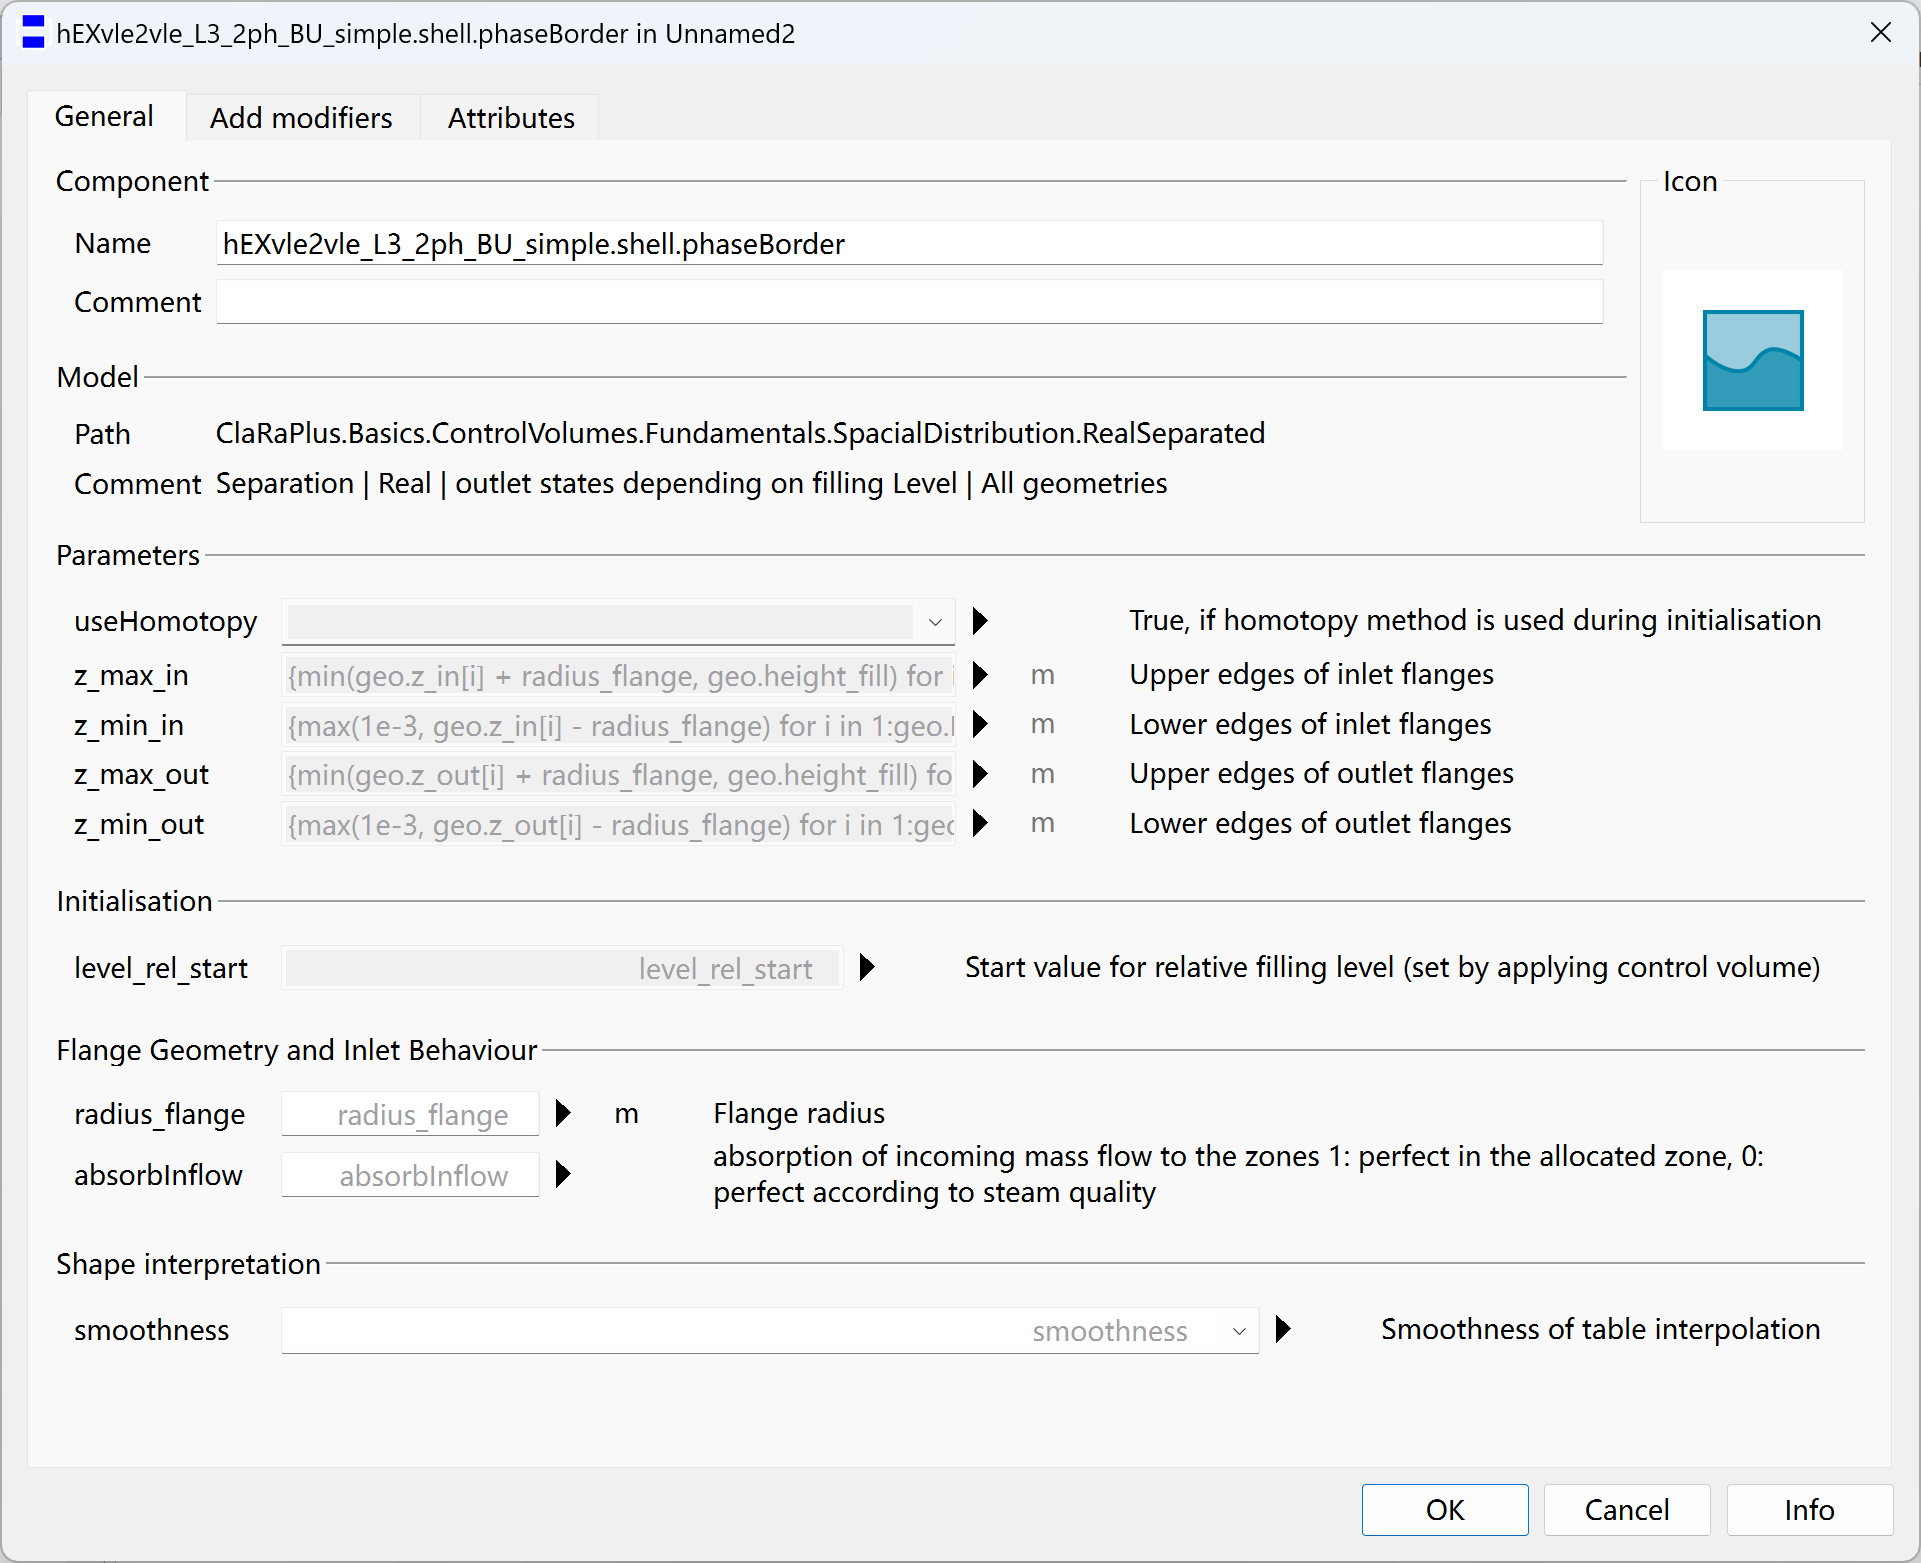 hEXvle2vle_L3_2ph_BU_simple.shell.phaseBorder in Unnamed2
General Add modifiers Attributes
Component
Icon
Name hEXvle2vle_L3_2ph_BU_simple.shell.phaseBorder
Comment
Model
Path ClaRaPlus.Basics.ControlVolumes.Fundamentals.SpacialDistribution.RealSeparated
Comment Separation | Real | outlet states depending on filling Level | All geometries
Parameters
useHomotopy True, if homotopy method is used during initialisation
z_max_in {min(geo.z_in[i] + radius_flange, geo.height_fill) for m Upper edges of inlet flanges
z_min_in {max(1e-3, geo.z_in[i] - radius_flange) for i in 1:geo. m Lower edges of inlet flanges
z_max_out {min(geo.z_out[i] + radius_flange, geo.height_fill) fo m Upper edges of outlet flanges
z_min_out {max(1e-3, geo.z_out[i] - radius_flange) for i in 1:geo m Lower edges of outlet flanges
Initialisation
level_rel_start level_rel_start Start value for relative filling level (set by applying control volume)
Flange Geometry and Inlet Behaviour
radius_flange radius_flange m Flange radius
absorbInflow absorbInflow absorption of incoming mass flow to the zones 1: perfect in the allocated zone, 0:
perfect according to steam quality
Shape interpretation
smoothness smoothness Smoothness of table interpolation
OK Cancel Info